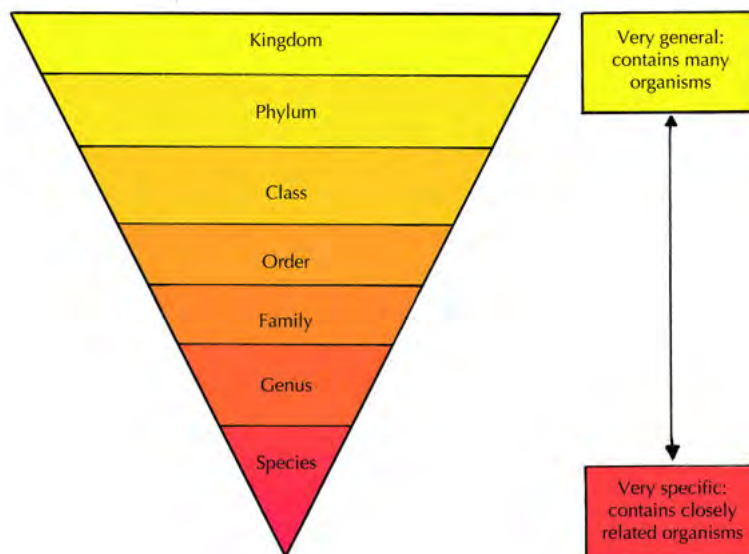 Kingdom
Phylum
Class
Order
Family
Genus
Species
Very general:
contains many
organisms
Very specific:
contains closely
related organisms